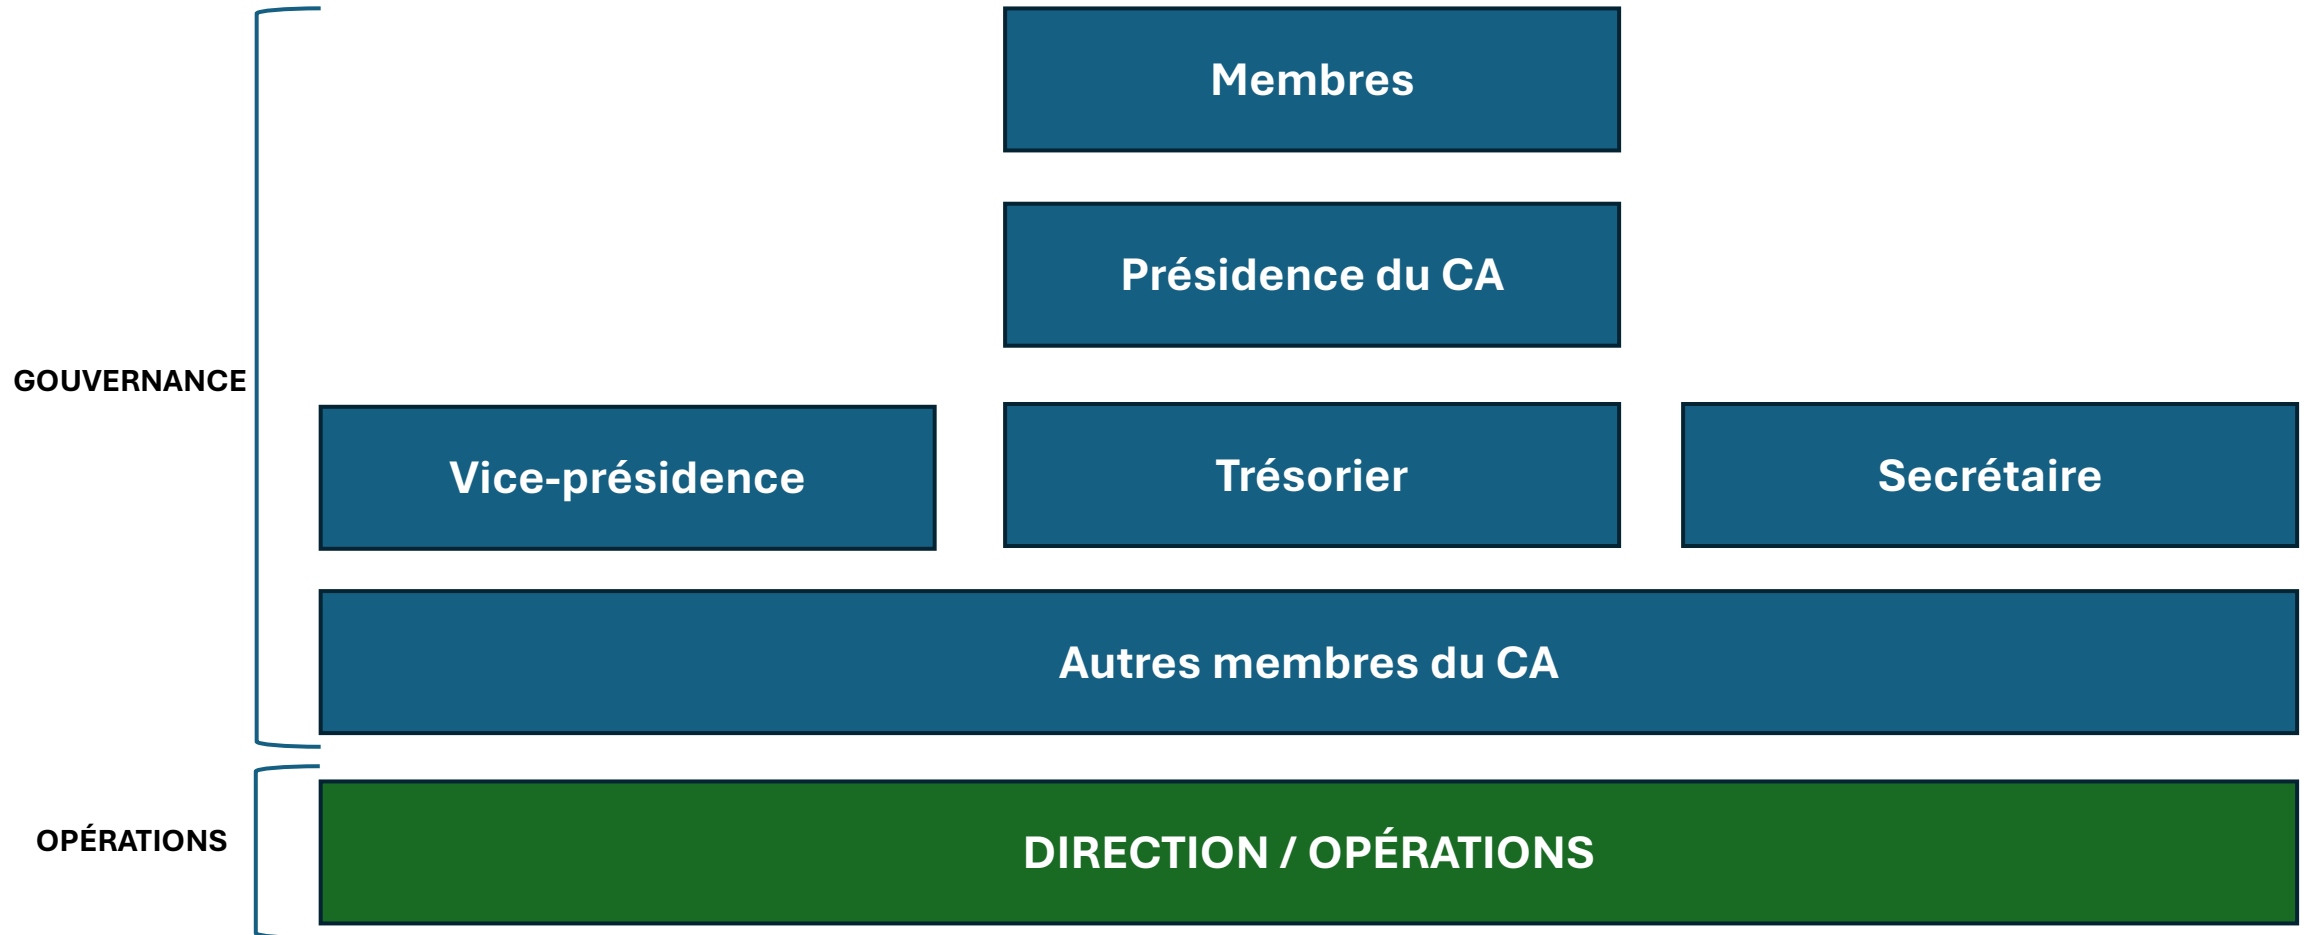 Membres
Présidence du CA
GOUVERNANCE
Vice-présidence
Trésorier
Secrétaire
Autres membres du CA
OPÉRATIONS
DIRECTION / OPÉRATIONS